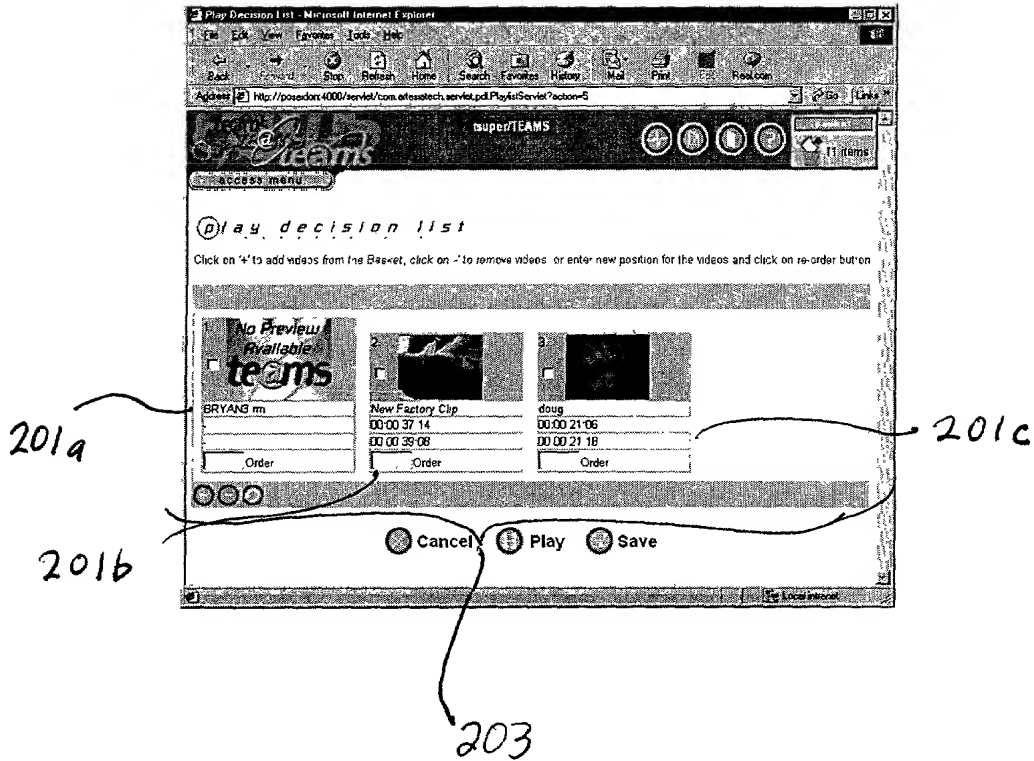 Play Decision List - Microsoft Internet Explorer
File Edit View Favorites Tools Help
Back Forward Stop Refresh Home Search Favorites History Mail Print Edit Real.com
Address http://poseidon:4000/servlet/com.artesiatech.servlet.pdl.PlaylistServlet?action=S Go Links
teams
tsuper/TEAMS
11 items
access menu
play decision list
Click on '+' to add videos from the Basket, click on '-' to remove videos or enter new position for the videos and click on re-order button
1. No Preview Available teams
2.
3.
BRYAN3 rm
New Factory Clip
doug
00:00 37 14
00:00 21:06
00 00 39:08
00 00 21 18
Order
Order
Order
Cancel Play Save
Local intranet
201a
201b
201c
203